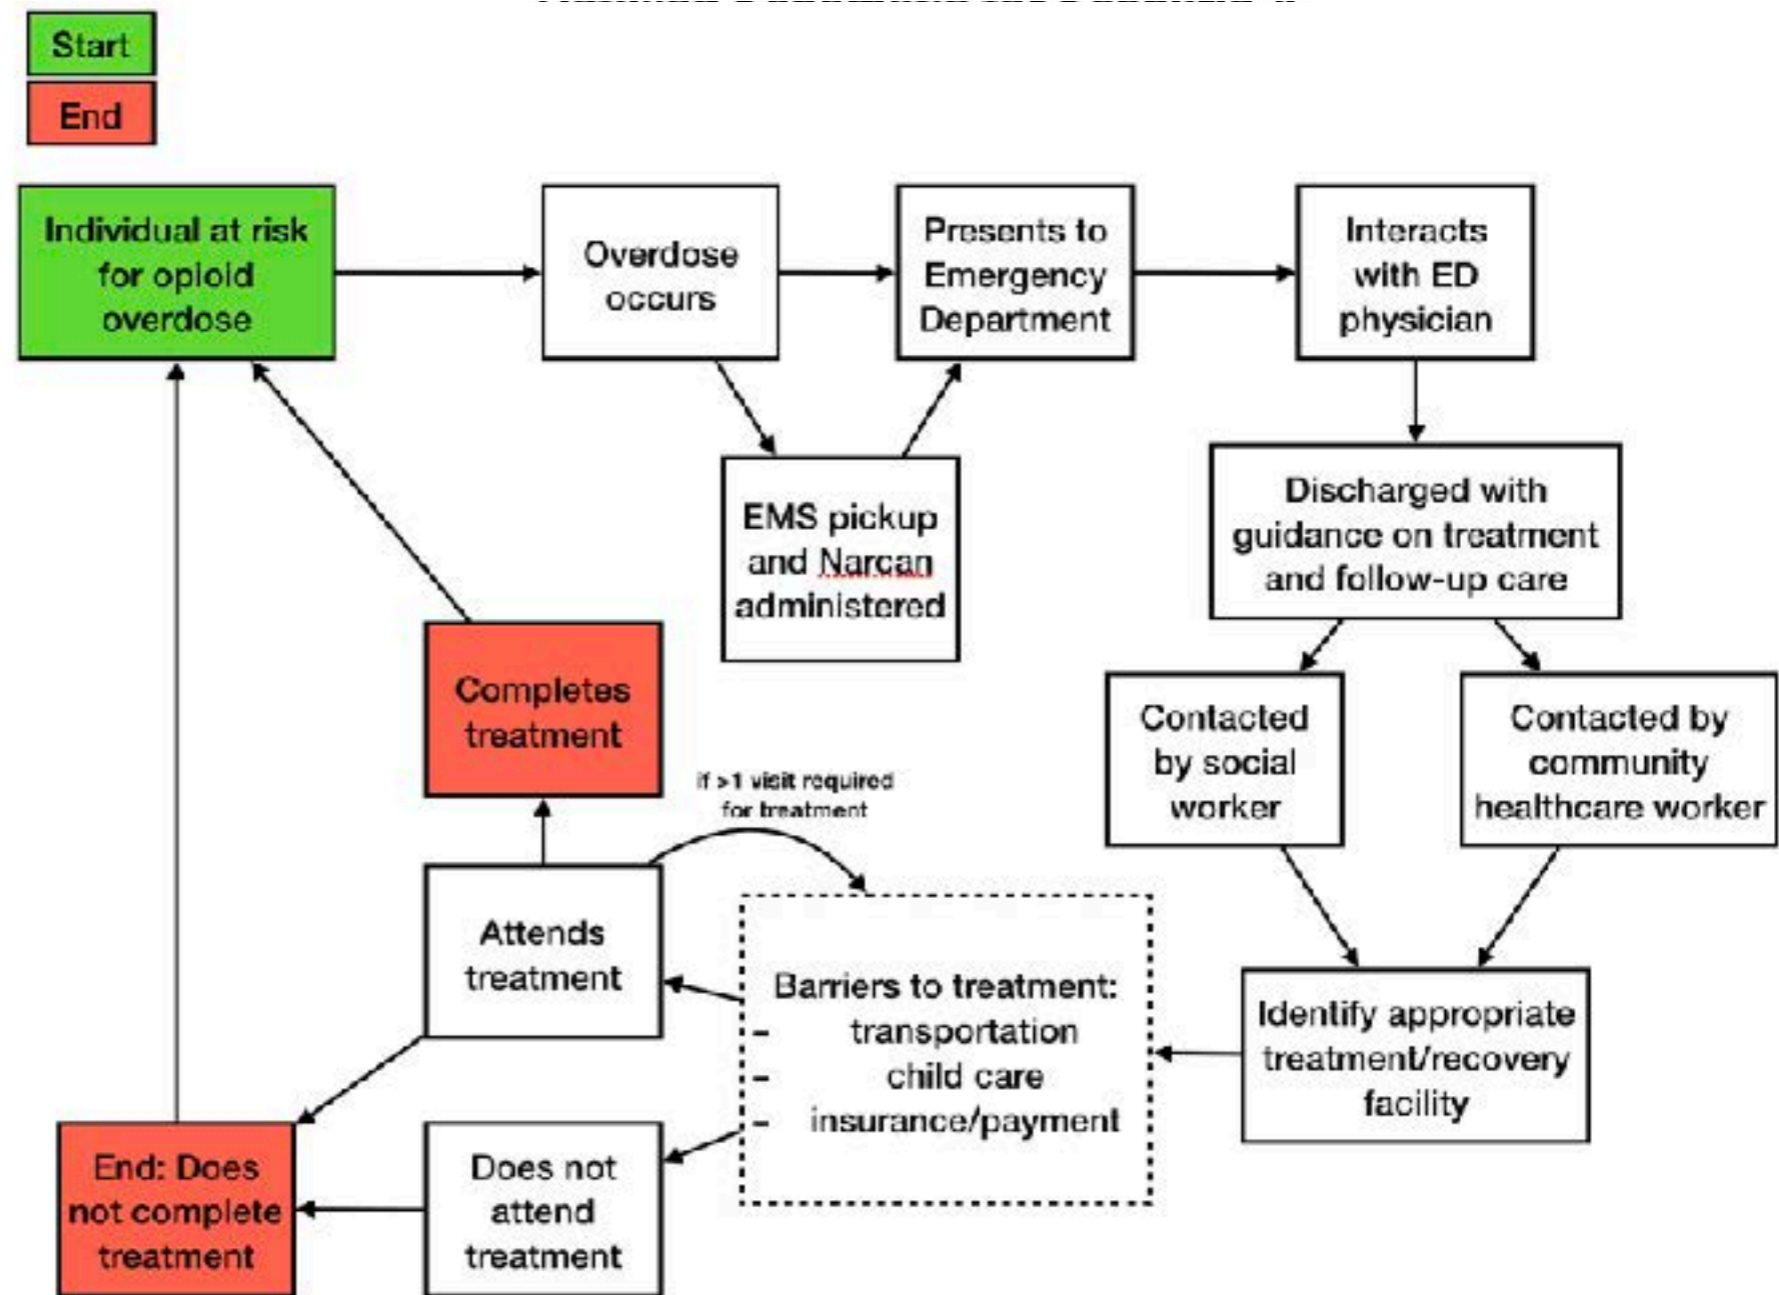 Start
End
Individual at risk
for opioid
overdose
Overdose
occurs
Presents to
Emergency
Department
Interacts
with ED
physician
EMS pickup
and Narcan
administered
Discharged with
guidance on treatment
and follow-up care
Contacted
by social
worker
Contacted by
community
healthcare worker
Identify appropriate
treatment/recovery
facility
Barriers to treatment:
- transportation
- child care
- insurance/payment
if >1 visit required
for treatment
Attends
treatment
Completes
treatment
Does not
attend
treatment
End: Does
not complete
treatment